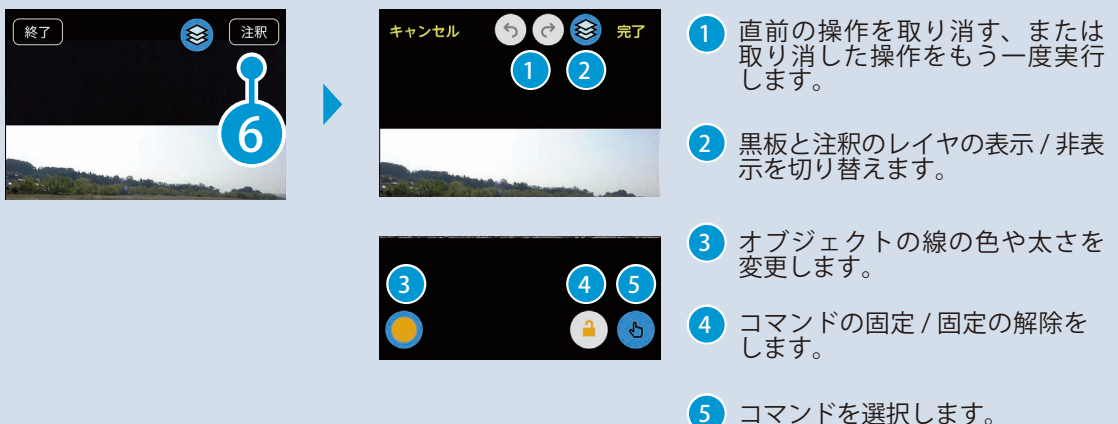 終了
注釈
6
キャンセル
完了
1
2
3
4
5
1 直前の操作を取り消す、または
取り消した操作をもう一度実行
します。
2 黒板と注釈のレイヤの表示 / 非表
示を切り替えます。
3 オブジェクトの線の色や太さを
変更します。
4 コマンドの固定 / 固定の解除を
します。
5 コマンドを選択します。